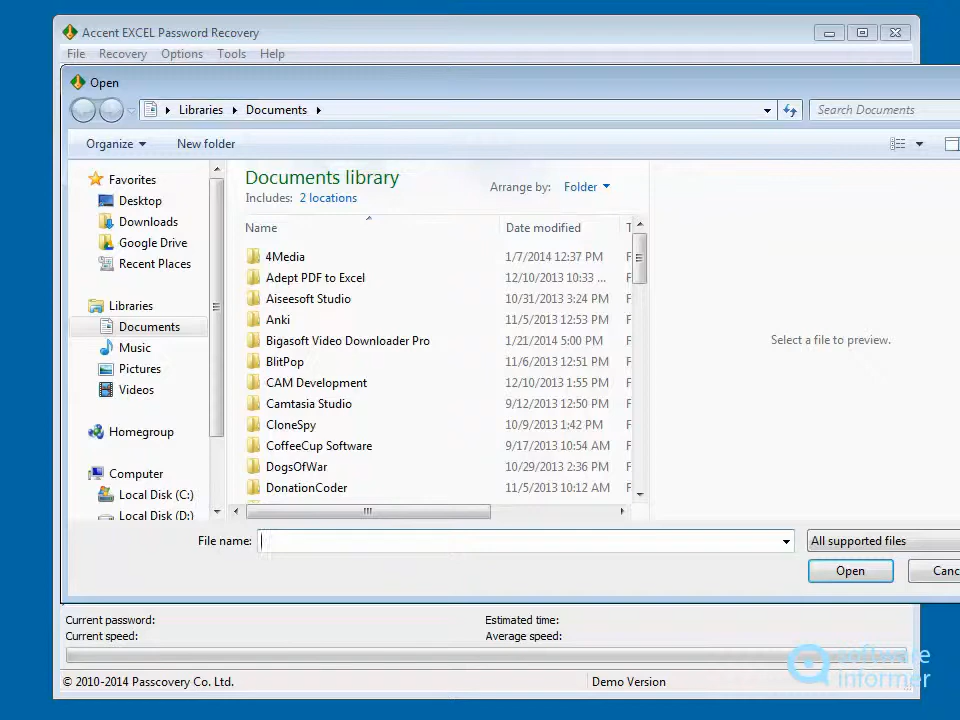 Accent EXCEL Password Recovery
File Recovery Options Tools Help
Open
Libraries Documents
Search Documents
Organize New folder
Documents library
Includes: 2 locations
Arrange by: Folder
Name Date modified T
Favorites
Desktop
Downloads
Google Drive
Recent Places
Libraries
Documents
Music
Pictures
Videos
Homegroup
Computer
Local Disk (C:)
Local Disk (D:)
4Media 1/7/2014 12:37 PM F
Adept PDF to Excel 12/10/2013 10:33 ... F
Aiseesoft Studio 10/31/2013 3:24 PM F
Anki 11/5/2013 12:53 PM F
Bigasoft Video Downloader Pro 1/21/2014 5:00 PM F
BlitPop 11/6/2013 12:51 PM F
CAM Development 12/10/2013 1:55 PM F
Camtasia Studio 9/12/2013 12:50 PM F
CloneSpy 10/9/2013 1:42 PM F
CoffeeCup Software 9/17/2013 10:54 AM F
DogsOfWar 10/29/2013 2:36 PM F
DonationCoder 11/5/2013 10:12 AM F
Select a file to preview.
File name:
All supported files
Open Canc
Current password: Estimated time:
Current speed: Average speed:
© 2010-2014 Passcovery Co. Ltd. Demo Version
software
informer